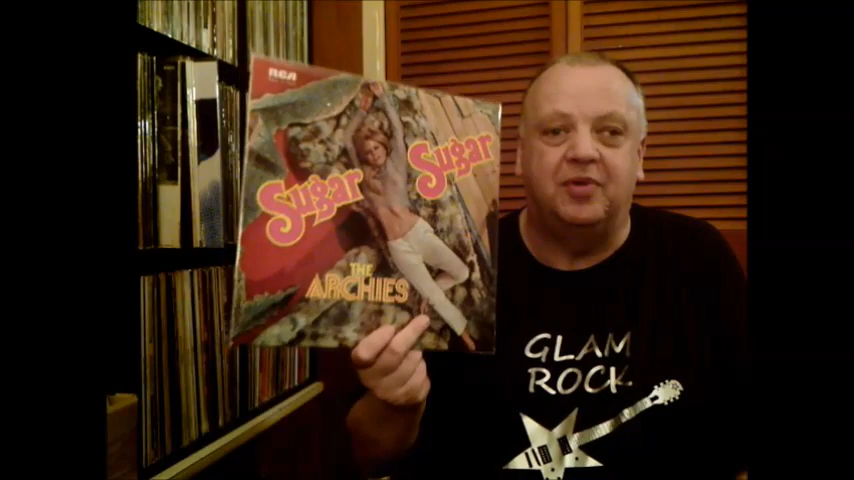 RCA
Sugar
Sugar
THE
ARCHIES
GLAM
ROCK